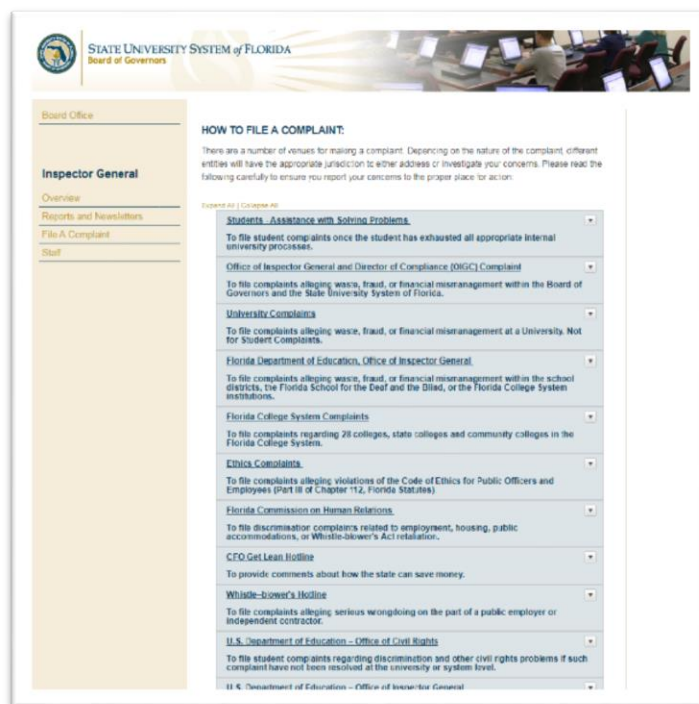 STATE UNIVERSITY SYSTEM of FLORIDA
Board of Governors
Board Office
Inspector General
Overview
Reports and Newsletters
File A Complaint
Staff
HOW TO FILE A COMPLAINT:
There are a number of venues for making a complaint. Depending on the nature of the complaint, different
entities will have the appropriate jurisdiction to either address or investigate your concerns. Please read the
following carefully to ensure you report your concerns to the proper place for action:
Expand All | Collapse All
Students - Assistance with Solving Problems
To file student complaints once the student has exhausted all appropriate internal
university processes.
Office of Inspector General and Director of Compliance (OIGC) Complaint
To file complaints alleging waste, fraud, or financial mismanagement within the Board of
Governors and the State University System of Florida.
University Complaints
To file complaints alleging waste, fraud, or financial mismanagement at a University. Not
for Student Complaints.
Florida Department of Education, Office of Inspector General
To file complaints alleging waste, fraud, or financial mismanagement within the school
districts, the Florida School for the Deaf and the Blind, or the Florida College System
institutions.
Florida College System Complaints
To file complaints regarding 28 colleges, state colleges and community colleges in the
Florida College System.
Ethics Complaints
To file complaints alleging violations of the Code of Ethics for Public Officers and
Employees (Part III of Chapter 112, Florida Statutes)
Florida Commission on Human Relations
To file discrimination complaints related to employment, housing, public
accommodations, or Whistle-blower's Act retaliation.
CFO Get Lean Hotline
To provide comments about how the state can save money.
Whistle-blower's Hotline
To file complaints alleging serious wrongdoing on the part of a public employer or
independent contractor.
U.S. Department of Education – Office of Civil Rights
To file student complaints regarding discrimination and other civil rights problems if such
complaint have not been resolved at the university or system level.
U.S. Department of Education – Office of Inspector General